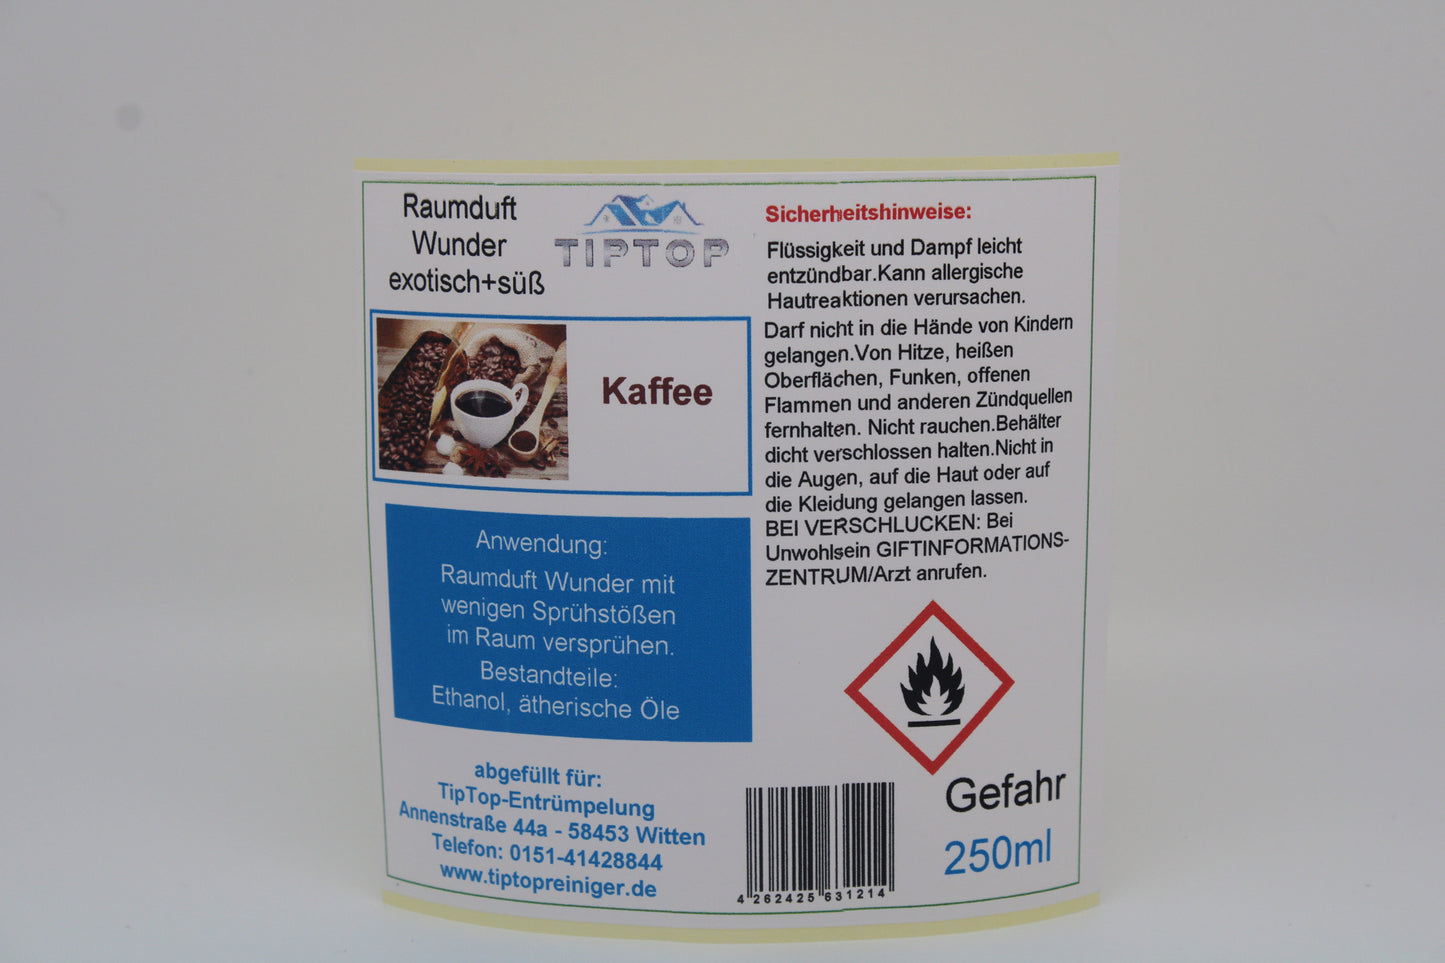 Raumduft
Wunder
exotisch+süß
TIPTOP
Kaffee
Anwendung:
Raumduft Wunder mit
wenigen Sprühstößen
im Raum versprühen.
Bestandteile:
Ethanol, ätherische Öle
abgefüllt für:
TipTop-Entrümpelung
Annenstraße 44a - 58453 Witten
Telefon: 0151-41428844
www.tiptopreiniger.de
Sicherheitshinweise:
Flüssigkeit und Dampf leicht
entzündbar.Kann allergische
Hautreaktionen verursachen.
Darf nicht in die Hände von Kindern
gelangen.Von Hitze, heißen
Oberflächen, Funken, offenen
Flammen und anderen Zündquellen
fernhalten. Nicht rauchen.Behälter
dicht verschlossen halten.Nicht in
die Augen, auf die Haut oder auf
die Kleidung gelangen lassen.
BEI VERSCHLUCKEN: Bei
Unwohlsein GIFTINFORMATIONS-
ZENTRUM/Arzt anrufen.
Gefahr
250ml
4 262425 631214